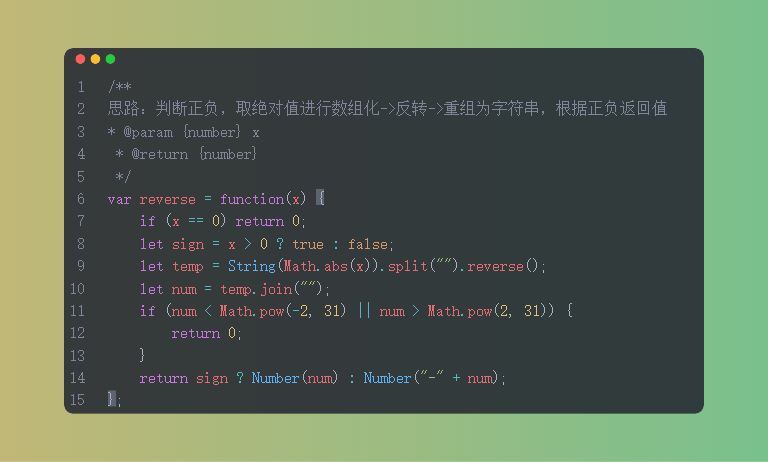 1 /**
2 思路：判断正负，取绝对值进行数组化->反转->重组为字符串，根据正负返回值
3 * @param {number} x
4  * @return {number}
5  */
6 var reverse = function(x) {
7     if (x == 0) return 0;
8     let sign = x > 0 ? true : false;
9     let temp = String(Math.abs(x)).split("").reverse();
10     let num = temp.join("");
11     if (num < Math.pow(-2, 31) || num > Math.pow(2, 31)) {
12         return 0;
13     }
14     return sign ? Number(num) : Number("-" + num);
15 };